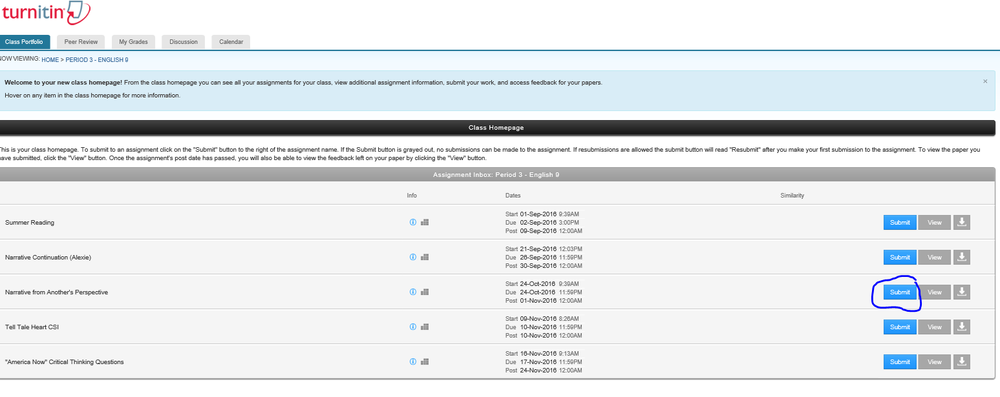 turnitin
Class Portfolio Peer Review My Grades Discussion Calendar
NOW VIEWING: HOME > PERIOD 3 - ENGLISH 9
Welcome to your new class homepage! From the class homepage you can see all your assignments for your class, view additional assignment information, submit your work, and access feedback for your papers. ×
Hover on any item in the class homepage for more information.
Class Homepage
This is your class homepage. To submit to an assignment click on the "Submit" button to the right of the assignment name. If the Submit button is grayed out, no submissions can be made to the assignment. If resubmissions are allowed the submit button will read "Resubmit" after you make your first submission to the assignment. To view the paper you
have submitted, click the "View" button. Once the assignment's post date has passed, you will also be able to view the feedback left on your paper by clicking the "View" button.
Assignment Inbox: Period 3 - English 9
Info Dates Similarity
Start 01-Sep-2016 9:39AM
Summer Reading Due 02-Sep-2016 3:00PM Submit View
Post 09-Sep-2016 12:00AM
Start 21-Sep-2016 12:03PM
Narrative Continuation (Alexie) Due 26-Sep-2016 11:59PM Submit View
Post 30-Sep-2016 12:00AM
Start 24-Oct-2016 9:39AM
Narrative from Another's Perspective Due 24-Oct-2016 11:59PM Submit View
Post 01-Nov-2016 12:00AM
Start 09-Nov-2016 8:26AM
Tell Tale Heart CSI Due 10-Nov-2016 11:59PM Submit View
Post 10-Nov-2016 12:00AM
Start 16-Nov-2016 9:13AM
"America Now" Critical Thinking Questions Due 17-Nov-2016 11:59PM Submit View
Post 24-Nov-2016 12:00AM